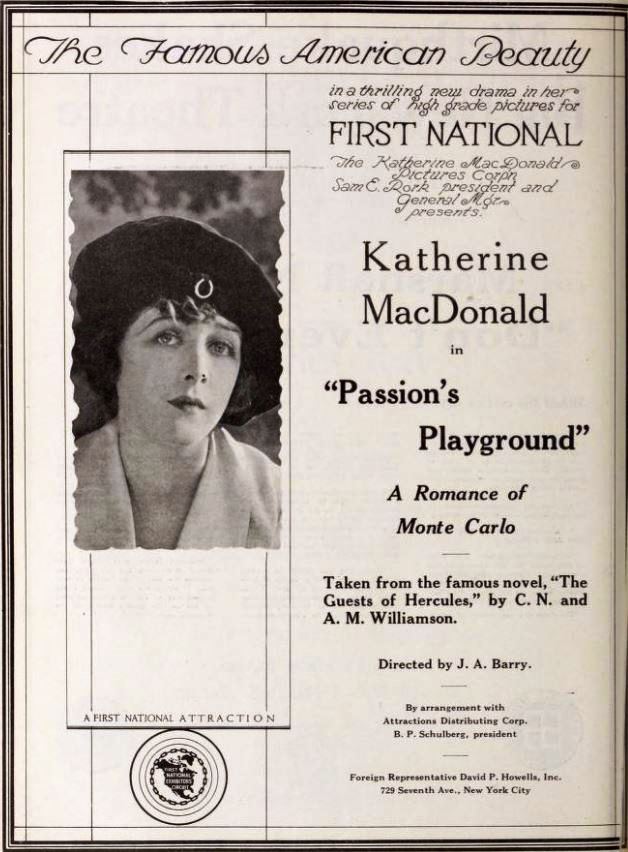 The Famous American Beauty
in a thrilling new drama in her
series of high grade pictures for
FIRST NATIONAL
The Katherine MacDonald
Pictures Corpn
Sam E. Rork president and
General Mgr.
presents:
Katherine
MacDonald
in
“Passion’s
Playground”
A Romance of
Monte Carlo
Taken from the famous novel, “The
Guests of Hercules,” by C. N. and
A. M. Williamson.
Directed by J. A. Barry.
By arrangement with
Attractions Distributing Corp.
B. P. Schulberg, president
Foreign Representative David P. Howells, Inc.
729 Seventh Ave., New York City
A FIRST NATIONAL ATTRACTION
FIRST
NATIONAL
EXHIBITORS
CIRCUIT